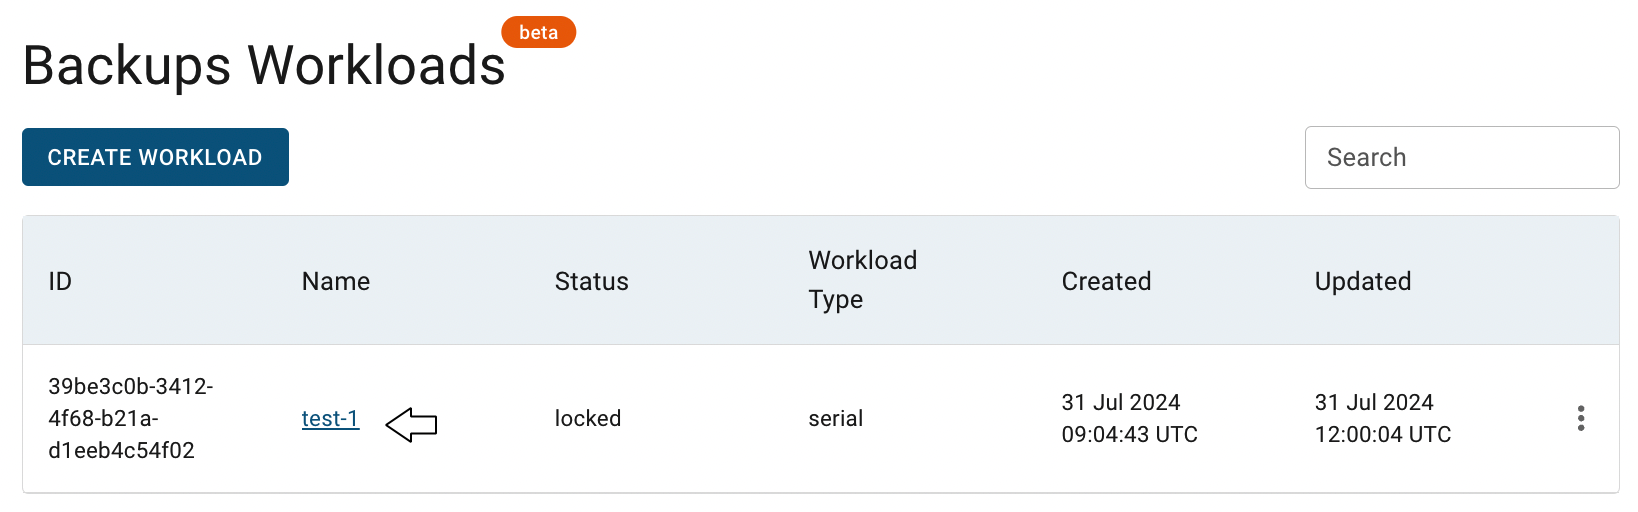 Backups Workloads
beta
CREATE WORKLOAD
Search
ID
Name
Status
Workload
Type
Created
Updated
39be3c0b-3412-
4f68-b21a-
d1eeb4c54f02
test-1
locked
serial
31 Jul 2024
09:04:43 UTC
31 Jul 2024
12:00:04 UTC